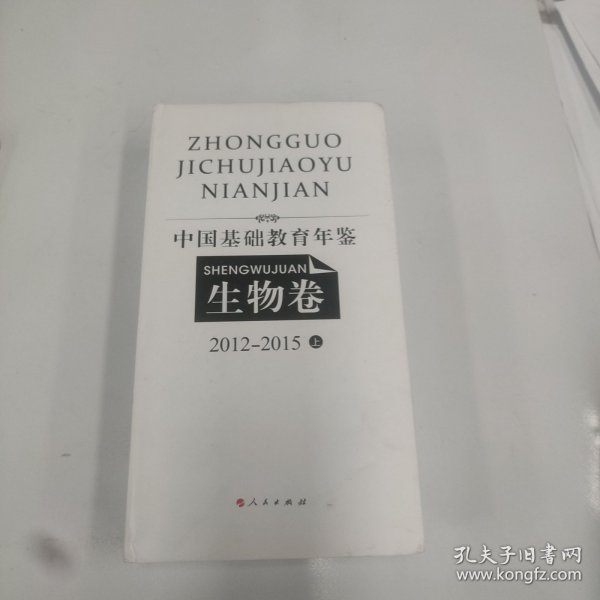 ZHONGGUO
JICHUJIAOYU
NIANJIAN
中国基础教育年鉴
SHENGWUJUAN
生物卷
2012-2015 上
人民出版社
孔夫子旧书网
www.kongfz.com